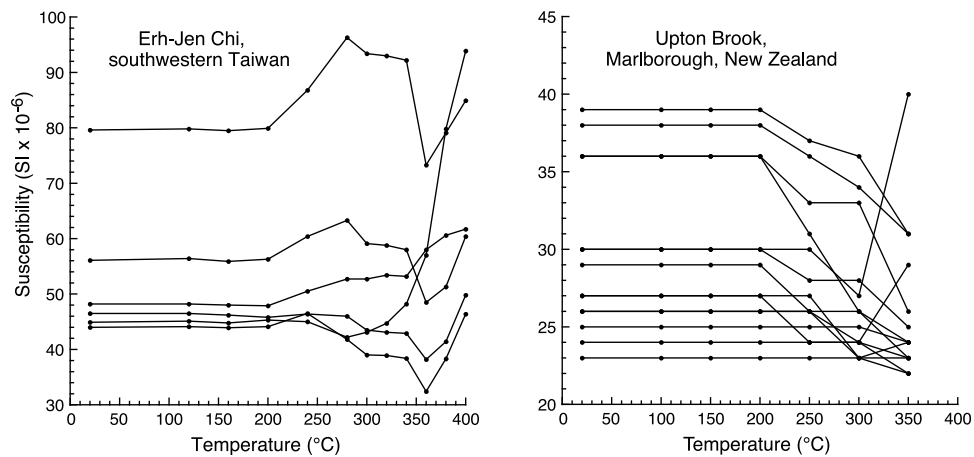 Erh-Jen Chi,
southwestern Taiwan
Susceptibility (SI x 10-6)
100
90
80
70
60
50
40
30
0 50 100 150 200 250 300 350 400
Temperature (°C)
Upton Brook,
Marlborough, New Zealand
45
40
35
30
25
20
0 50 100 150 200 250 300 350 400
Temperature (°C)